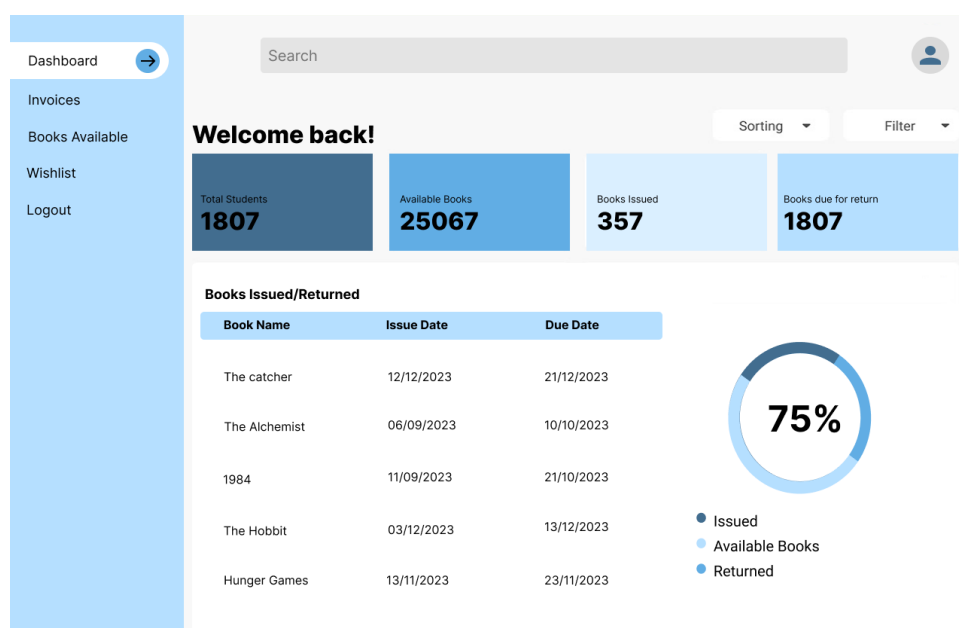 Dashboard
Invoices
Books Available
Wishlist
Logout
Search
Sorting
Filter
Welcome back!
Total Students
1807
Available Books
25067
Books Issued
357
Books due for return
1807
Books Issued/Returned
Book Name Issue Date Due Date
The catcher 12/12/2023 21/12/2023
The Alchemist 06/09/2023 10/10/2023
1984 11/09/2023 21/10/2023
The Hobbit 03/12/2023 13/12/2023
Hunger Games 13/11/2023 23/11/2023
75%
Issued
Available Books
Returned